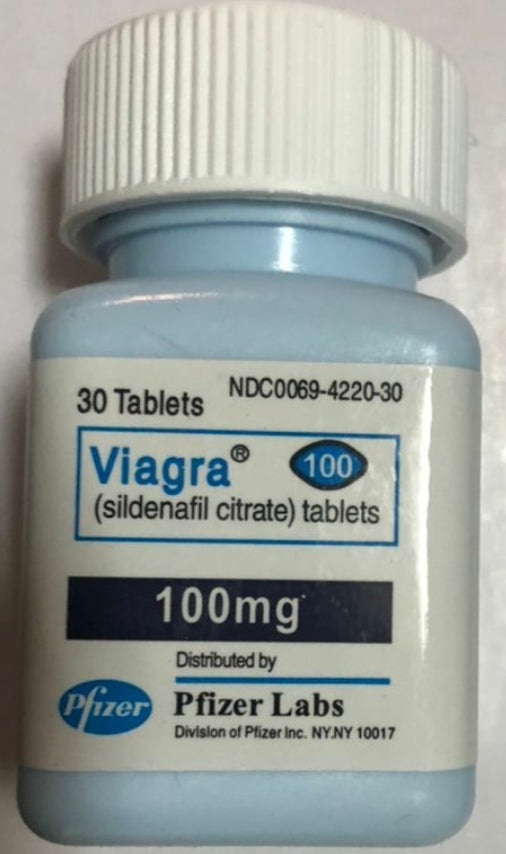 30 Tablets NDC0069-4220-30
Viagra® 100
(sildenafil citrate) tablets
100mg
Distributed by
Pfizer Pfizer Labs
Division of Pfizer Inc. NY.NY 10017